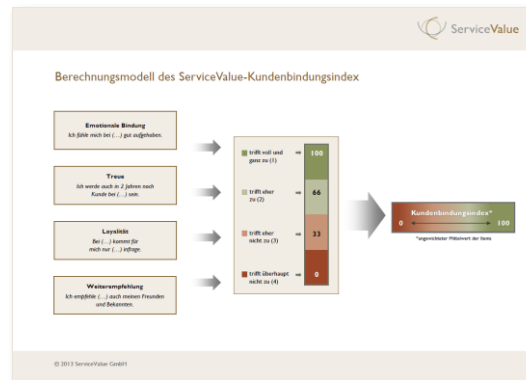 ServiceValue
Berechnungsmodell des ServiceValue-Kundenbindungsindex
Emotionale Bindung
Ich fühle mich bei (...) gut aufgehoben.
Treue
Ich werde auch in 2 Jahren noch
Kunde bei (...) sein.
Loyalität
Bei (...) kommt für
mich nur (...) infrage.
Weiterempfehlung
Ich empfehle (...) auch meinen Freunden
und Bekannten.
trifft voll und
ganz zu (1)
100
trifft eher
zu (2)
66
trifft eher
nicht zu (3)
33
trifft überhaupt
nicht zu (4)
0
Kundenbindungsindex*
0 100
*ungewichteter Mittelwert der Items
© 2013 ServiceValue GmbH